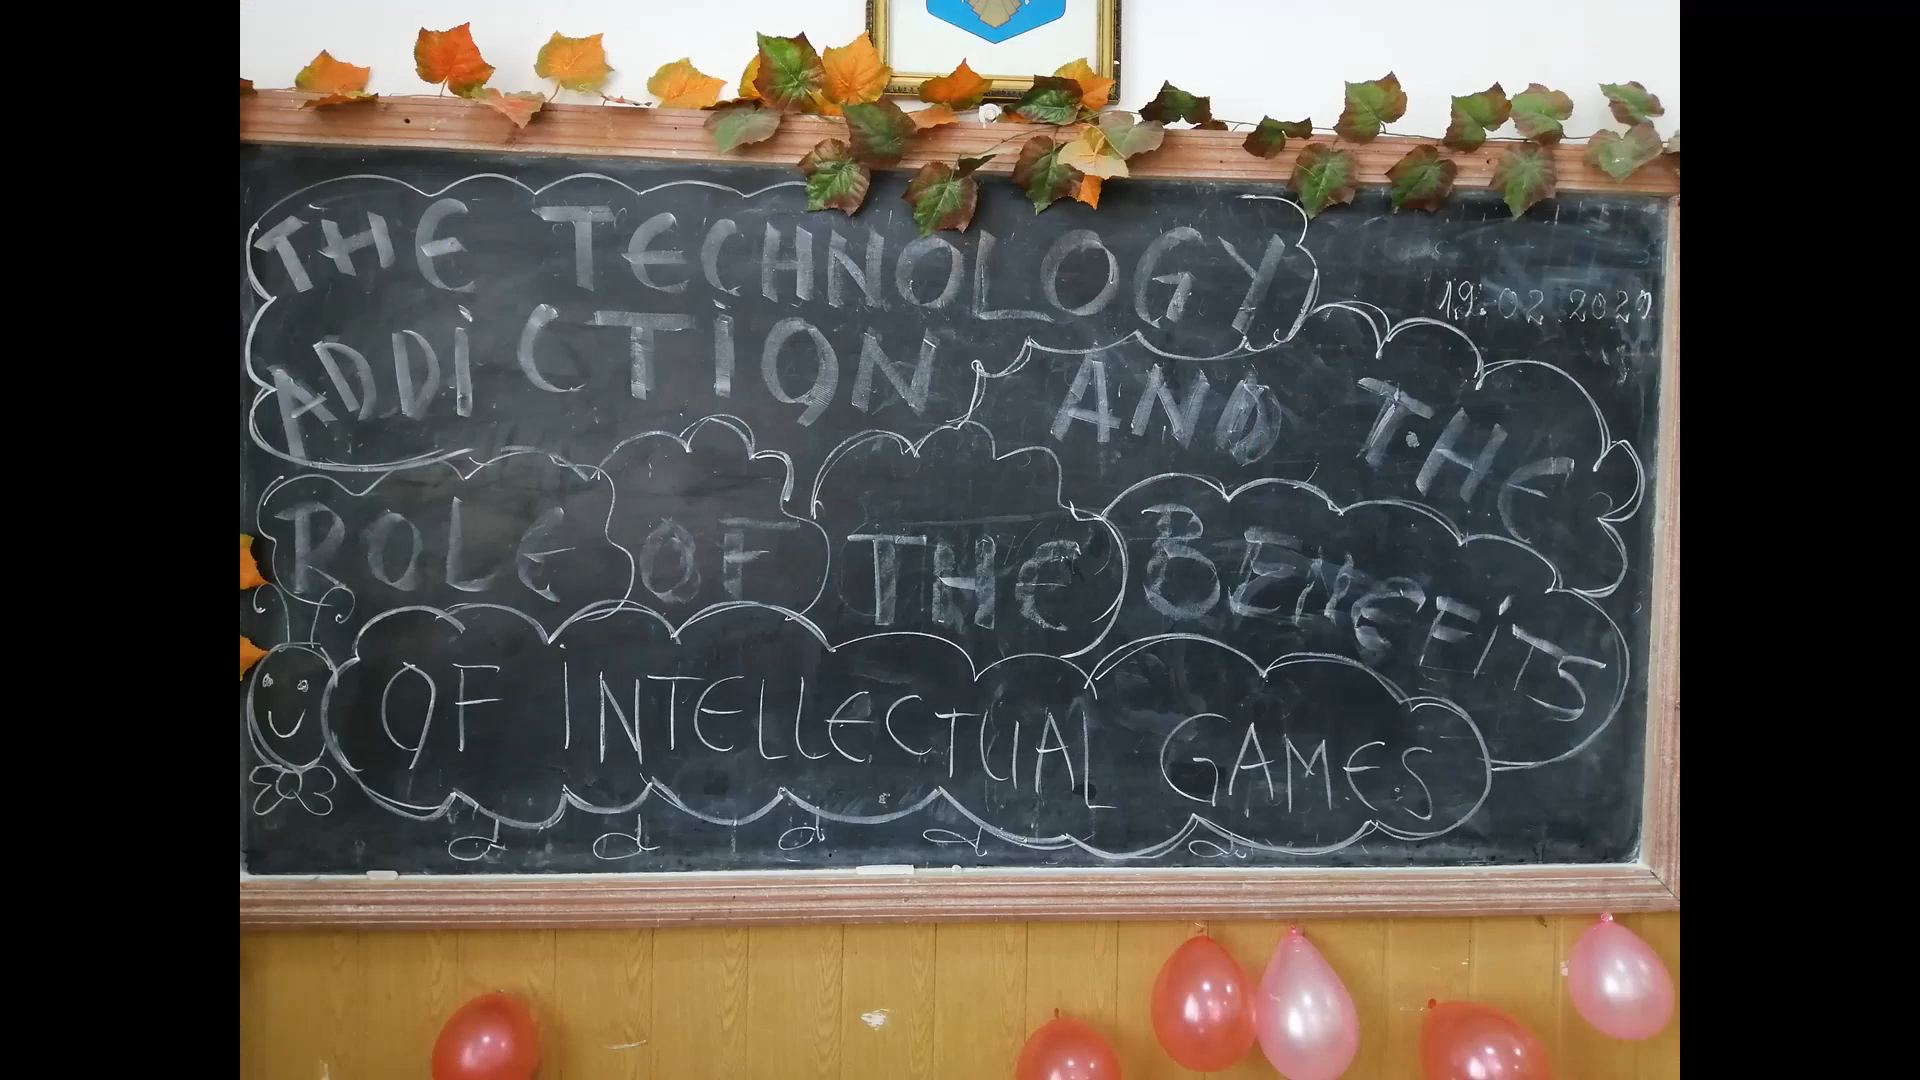 THE TECHNOLOGY
19.02 2020
ADDiCTiON AND THE
ROLE OF THE BENEFiTS
OF INTELLECTUAL GAMES